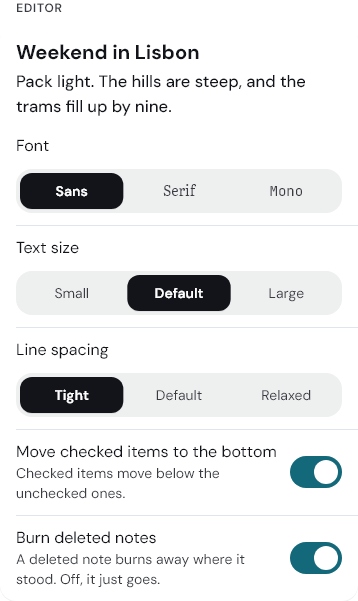 EDITOR
Weekend in Lisbon
Pack light. The hills are steep, and the
trams fill up by nine.
Font
Sans Serif Mono
Text size
Small Default Large
Line spacing
Tight Default Relaxed
Move checked items to the bottom
Checked items move below the
unchecked ones.
Burn deleted notes
A deleted note burns away where it
stood. Off, it just goes.